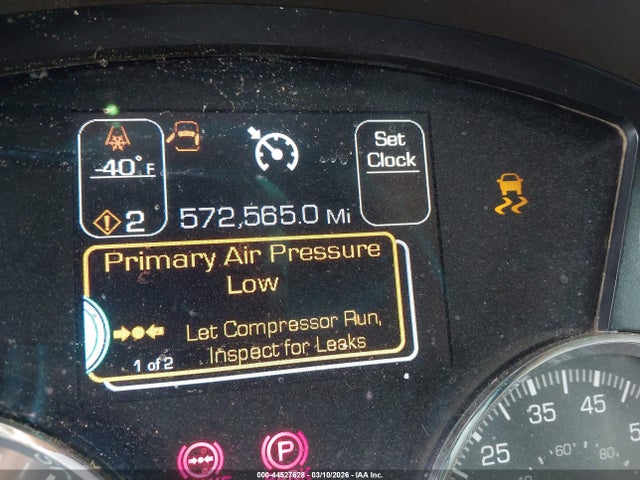 -40° F
Set
Clock
2
572,565.0 Mi
Primary Air Pressure
Low
Let Compressor Run,
Inspect for Leaks
1 of 2
25
35
45
60
80
P
000-44527628 - 03/10/2026 - IAA Inc.